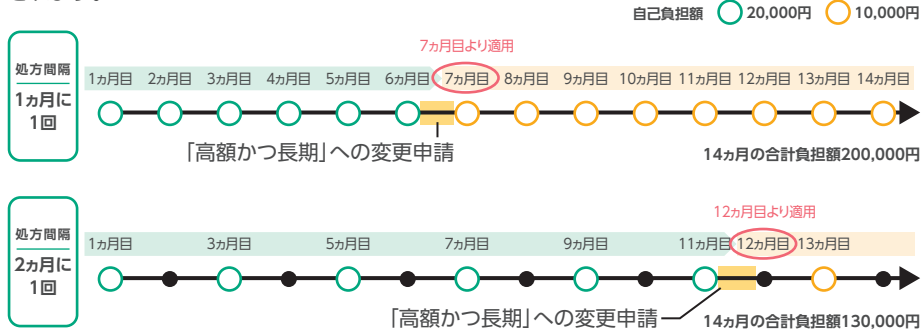 自己負担額 20,000円 10,000円
7ヵ月目より適用
処方間隔
1ヵ月に
1回
1ヵ月目 2ヵ月目 3ヵ月目 4ヵ月目 5ヵ月目 6ヵ月目 7ヵ月目 8ヵ月目 9ヵ月目 10ヵ月目 11ヵ月目 12ヵ月目 13ヵ月目 14ヵ月目
「高額かつ長期」への変更申請
14ヵ月の合計負担額200,000円
12ヵ月目より適用
処方間隔
2ヵ月に
1回
1ヵ月目 3ヵ月目 5ヵ月目 7ヵ月目 9ヵ月目 11ヵ月目 12ヵ月目 13ヵ月目
「高額かつ長期」への変更申請
14ヵ月の合計負担額130,000円